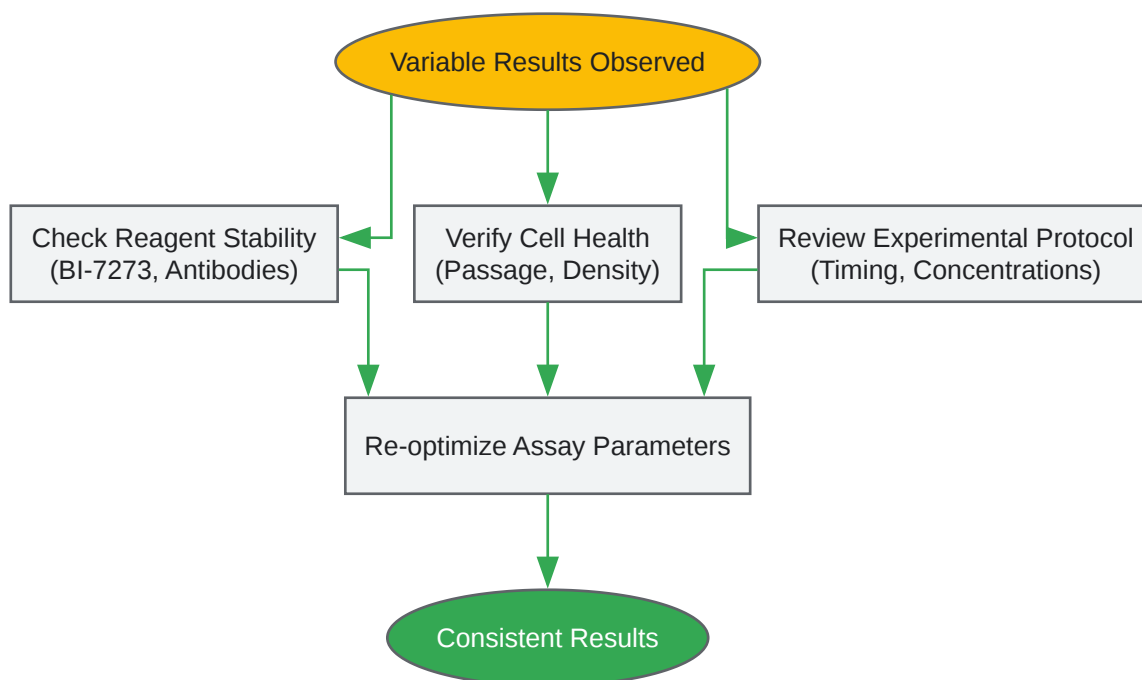 Variable Results Observed
Check Reagent Stability
(BI-7273, Antibodies)
Verify Cell Health
(Passage, Density)
Review Experimental Protocol
(Timing, Concentrations)
Re-optimize Assay Parameters
Consistent Results